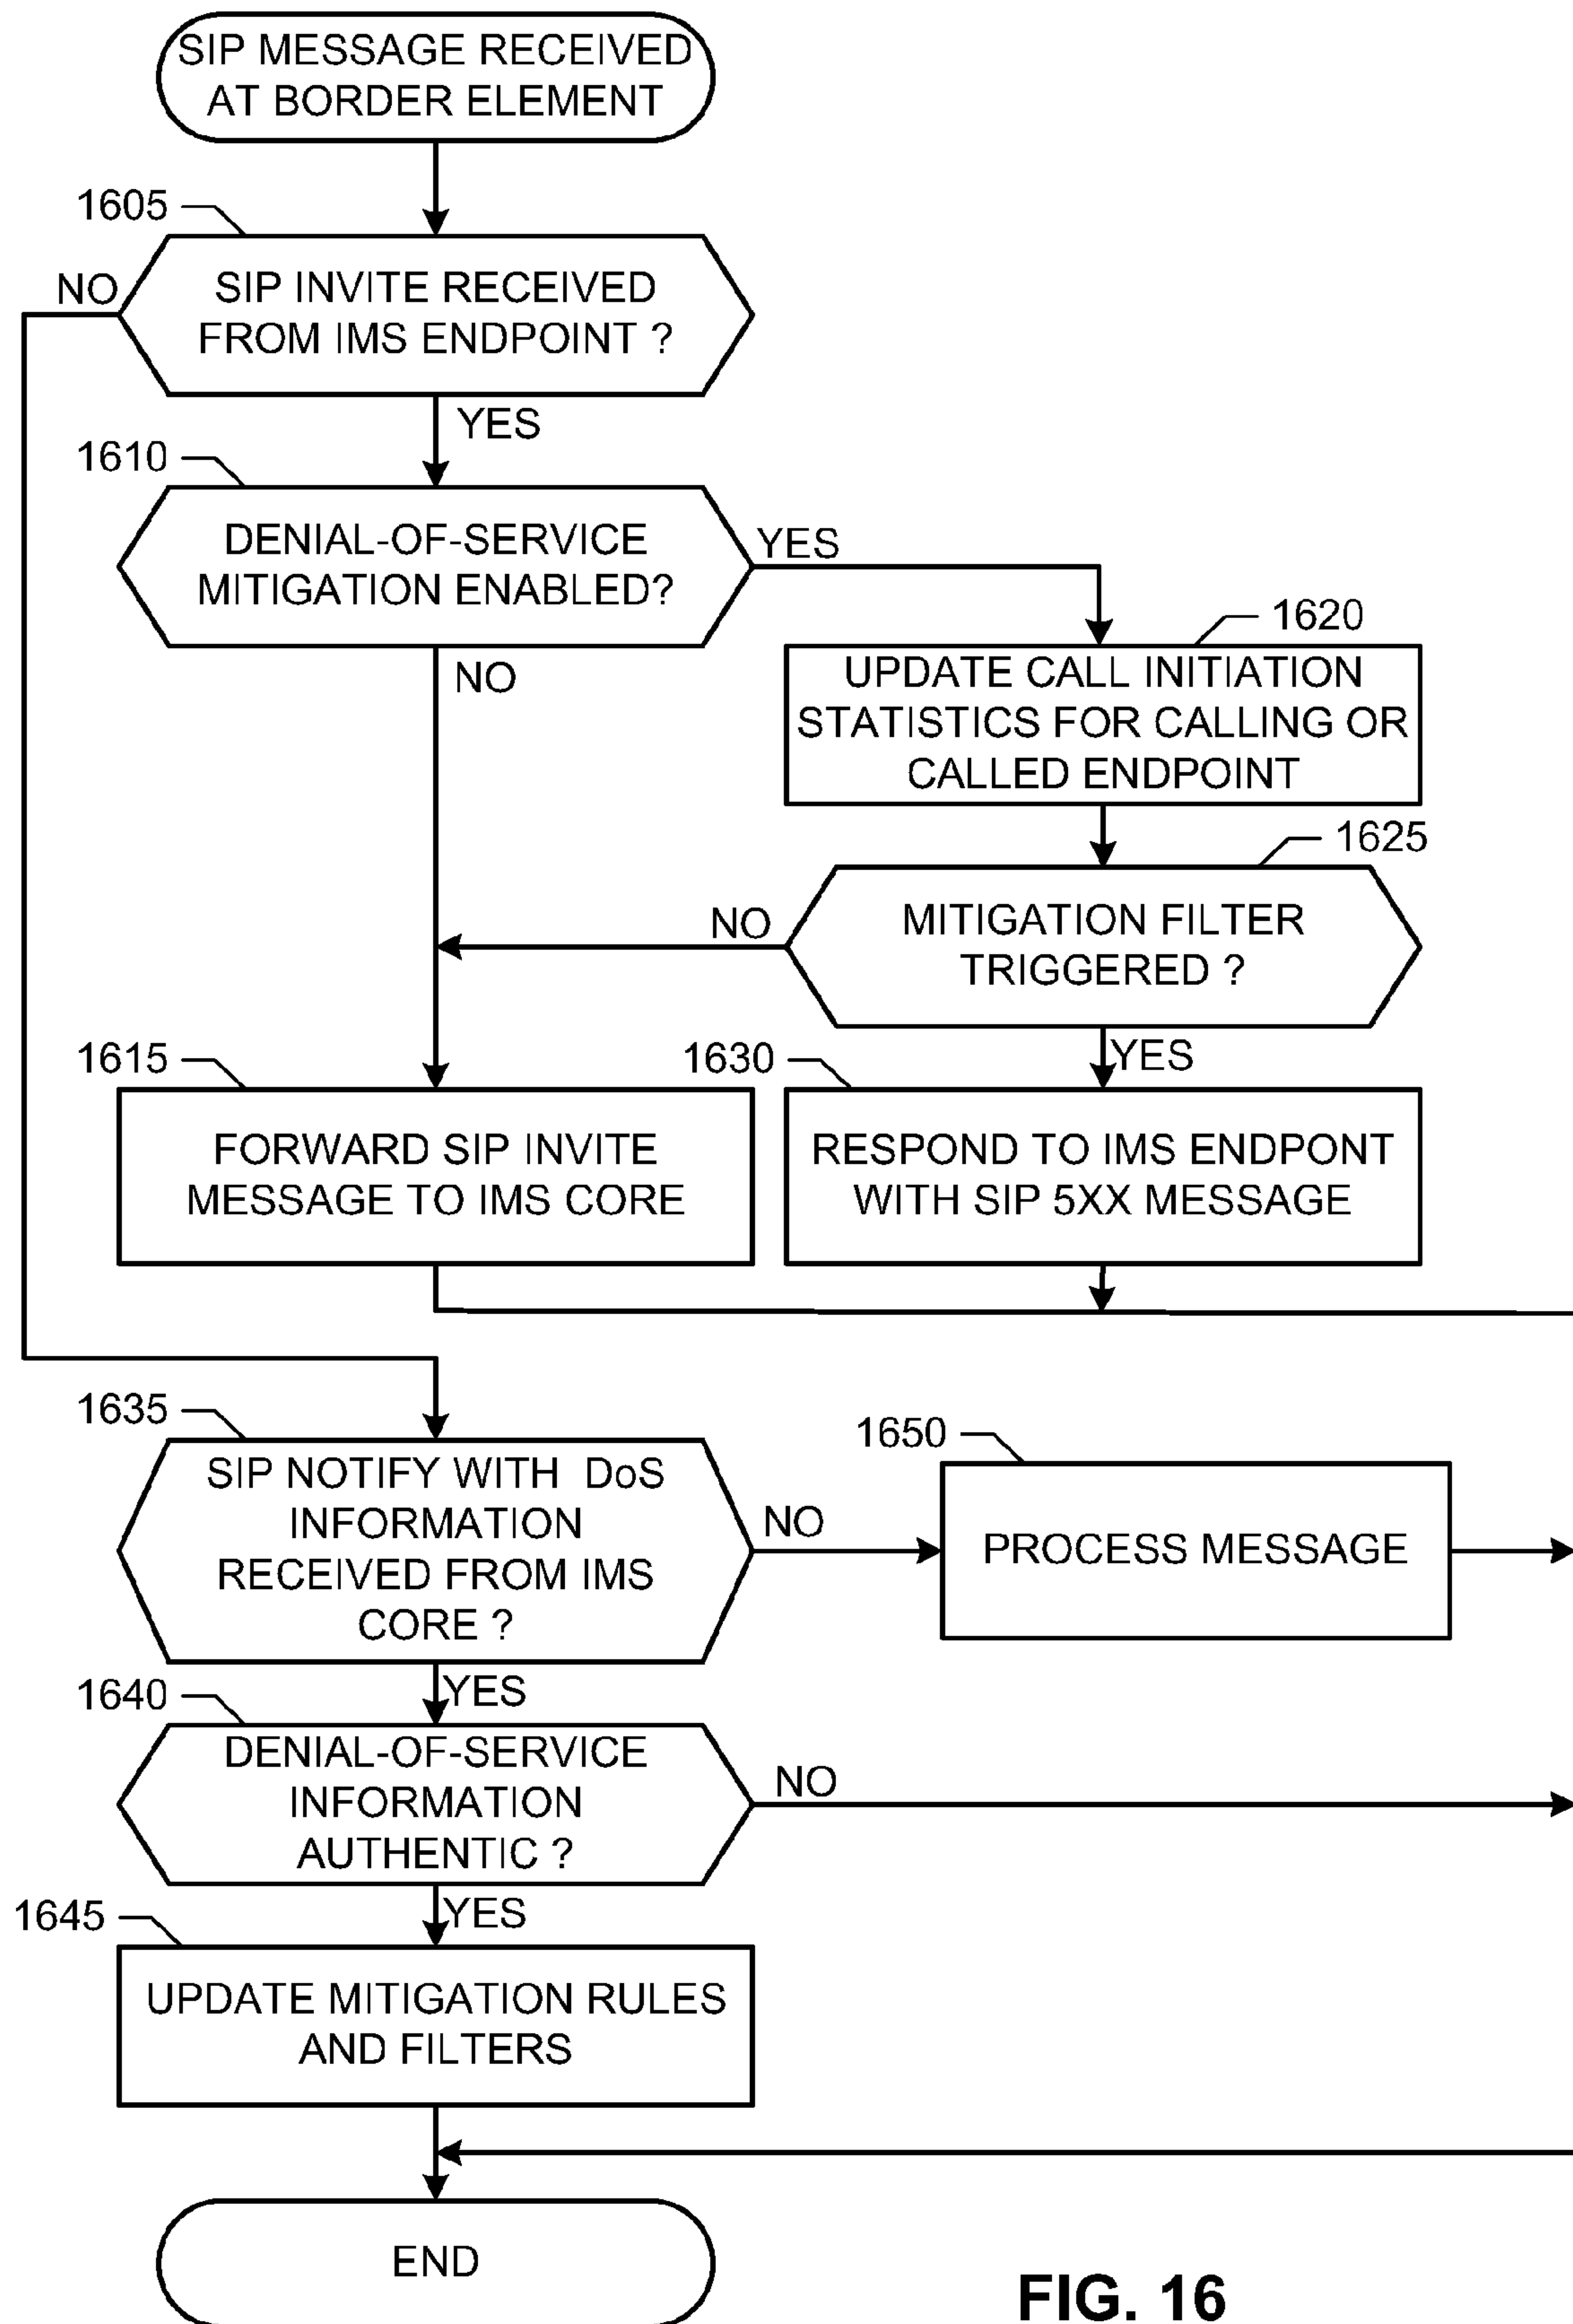 SIP MESSAGE RECEIVED
AT BORDER ELEMENT
1605
NO
SIP INVITE RECEIVED
FROM IMS ENDPOINT ?
YES
1610
DENIAL-OF-SERVICE
MITIGATION ENABLED?
YES
NO
1620
UPDATE CALL INITIATION
STATISTICS FOR CALLING OR
CALLED ENDPOINT
1625
NO
MITIGATION FILTER
TRIGGERED ?
YES
1615
FORWARD SIP INVITE
MESSAGE TO IMS CORE
1630
RESPOND TO IMS ENDPONT
WITH SIP 5XX MESSAGE
1635
SIP NOTIFY WITH DoS
INFORMATION
RECEIVED FROM IMS
CORE ?
NO
1650
PROCESS MESSAGE
YES
1640
DENIAL-OF-SERVICE
INFORMATION
AUTHENTIC ?
NO
YES
1645
UPDATE MITIGATION RULES
AND FILTERS
END
FIG. 16